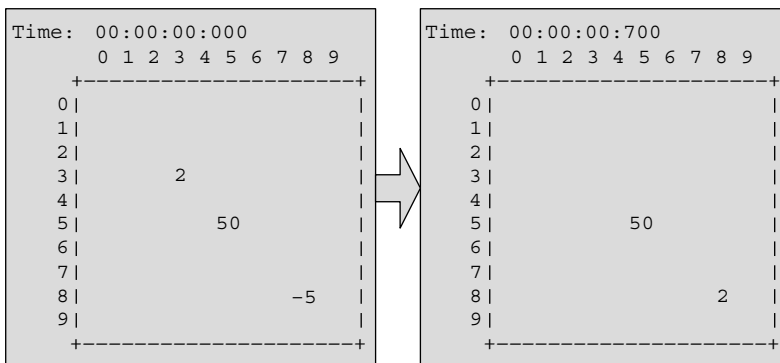 Time:  00:00:00:000
       0 1 2 3 4 5 6 7 8 9
     +---------------------+
    0|                     |
    1|                     |
    2|                     |
    3|       2             |
    4|                     |
    5|          50         |
    6|                     |
    7|                     |
    8|                -5   |
    9|                     |
     +---------------------+
Time:  00:00:00:700
       0 1 2 3 4 5 6 7 8 9
     +---------------------+
    0|                     |
    1|                     |
    2|                     |
    3|                     |
    4|                     |
    5|          50         |
    6|                     |
    7|                     |
    8|                 2   |
    9|                     |
     +---------------------+